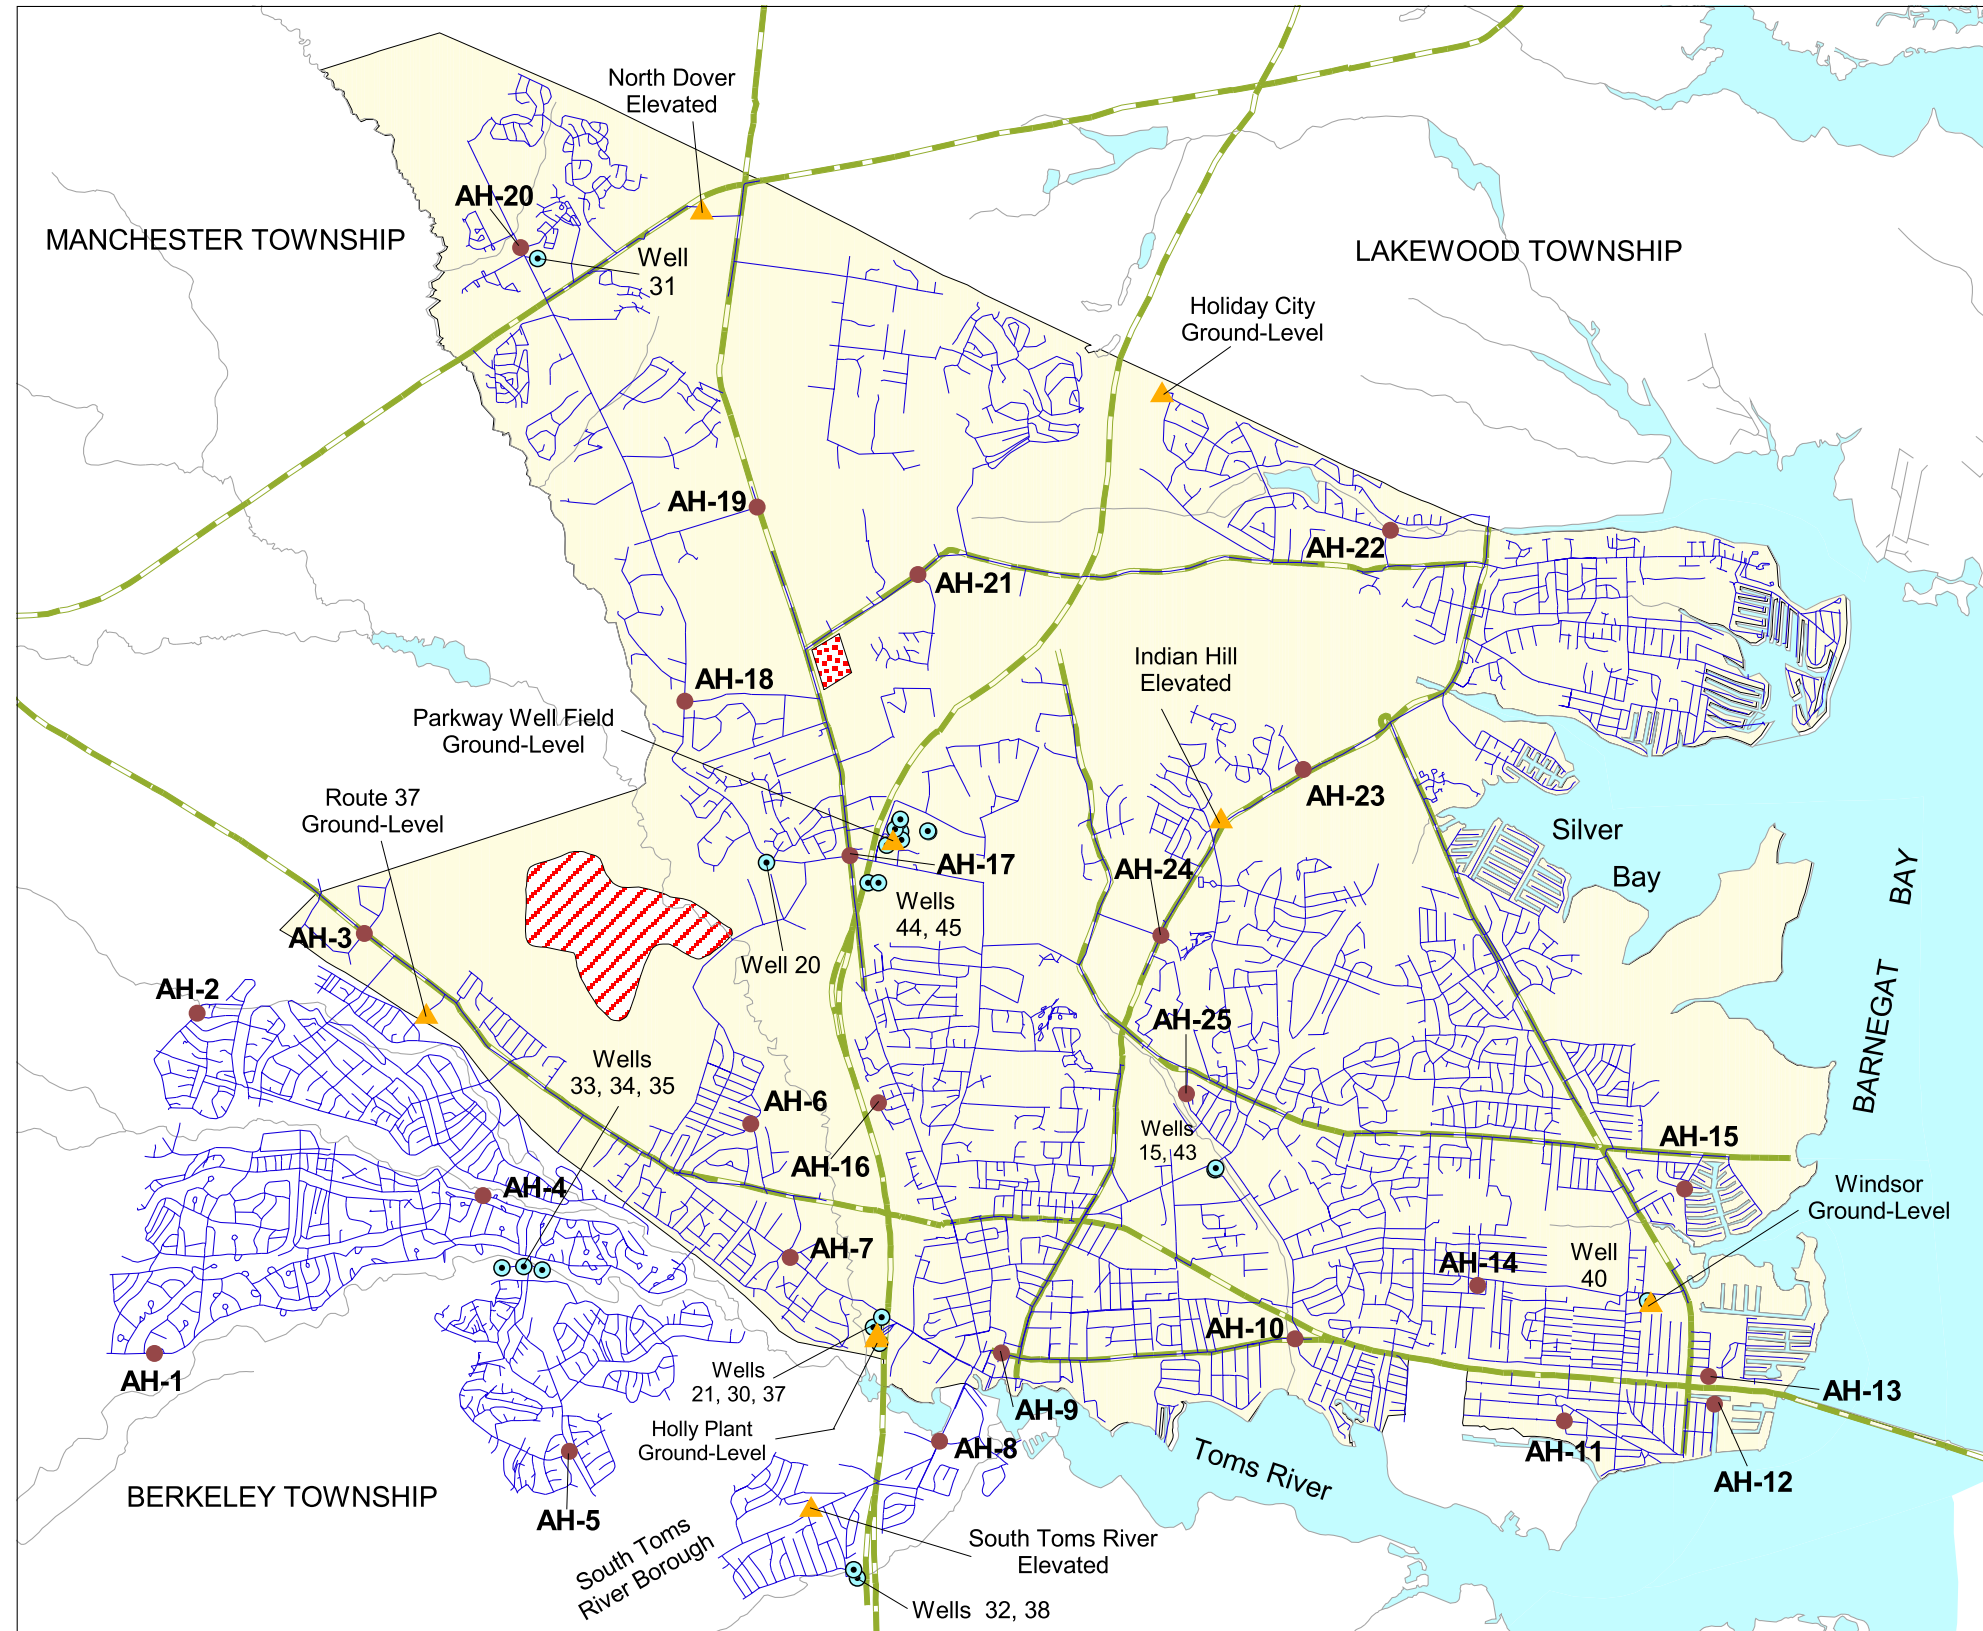 North Dover
Elevated
AH-20
MANCHESTER TOWNSHIP
Well
31
LAKEWOOD TOWNSHIP
Holiday City
Ground-Level
AH-19
AH-22
AH-21
Indian Hill
Elevated
AH-18
Parkway Well Field
Ground-Level
Route 37
Ground-Level
AH-23
Silver
Bay
AH-17
AH-24
Wells
44, 45
BARNEGAT BAY
AH-3
Well 20
AH-2
AH-25
Wells
33, 34, 35
AH-6
Wells
15, 43
AH-15
AH-16
AH-4
Windsor
Ground-Level
AH-7
Well
40
AH-14
AH-10
AH-1
Wells
21, 30, 37
AH-13
AH-9
Holly Plant
Ground-Level
AH-8
AH-11
Toms River
AH-12
BERKELEY TOWNSHIP
AH-5
South Toms
River Borough
South Toms River
Elevated
Wells 32, 38